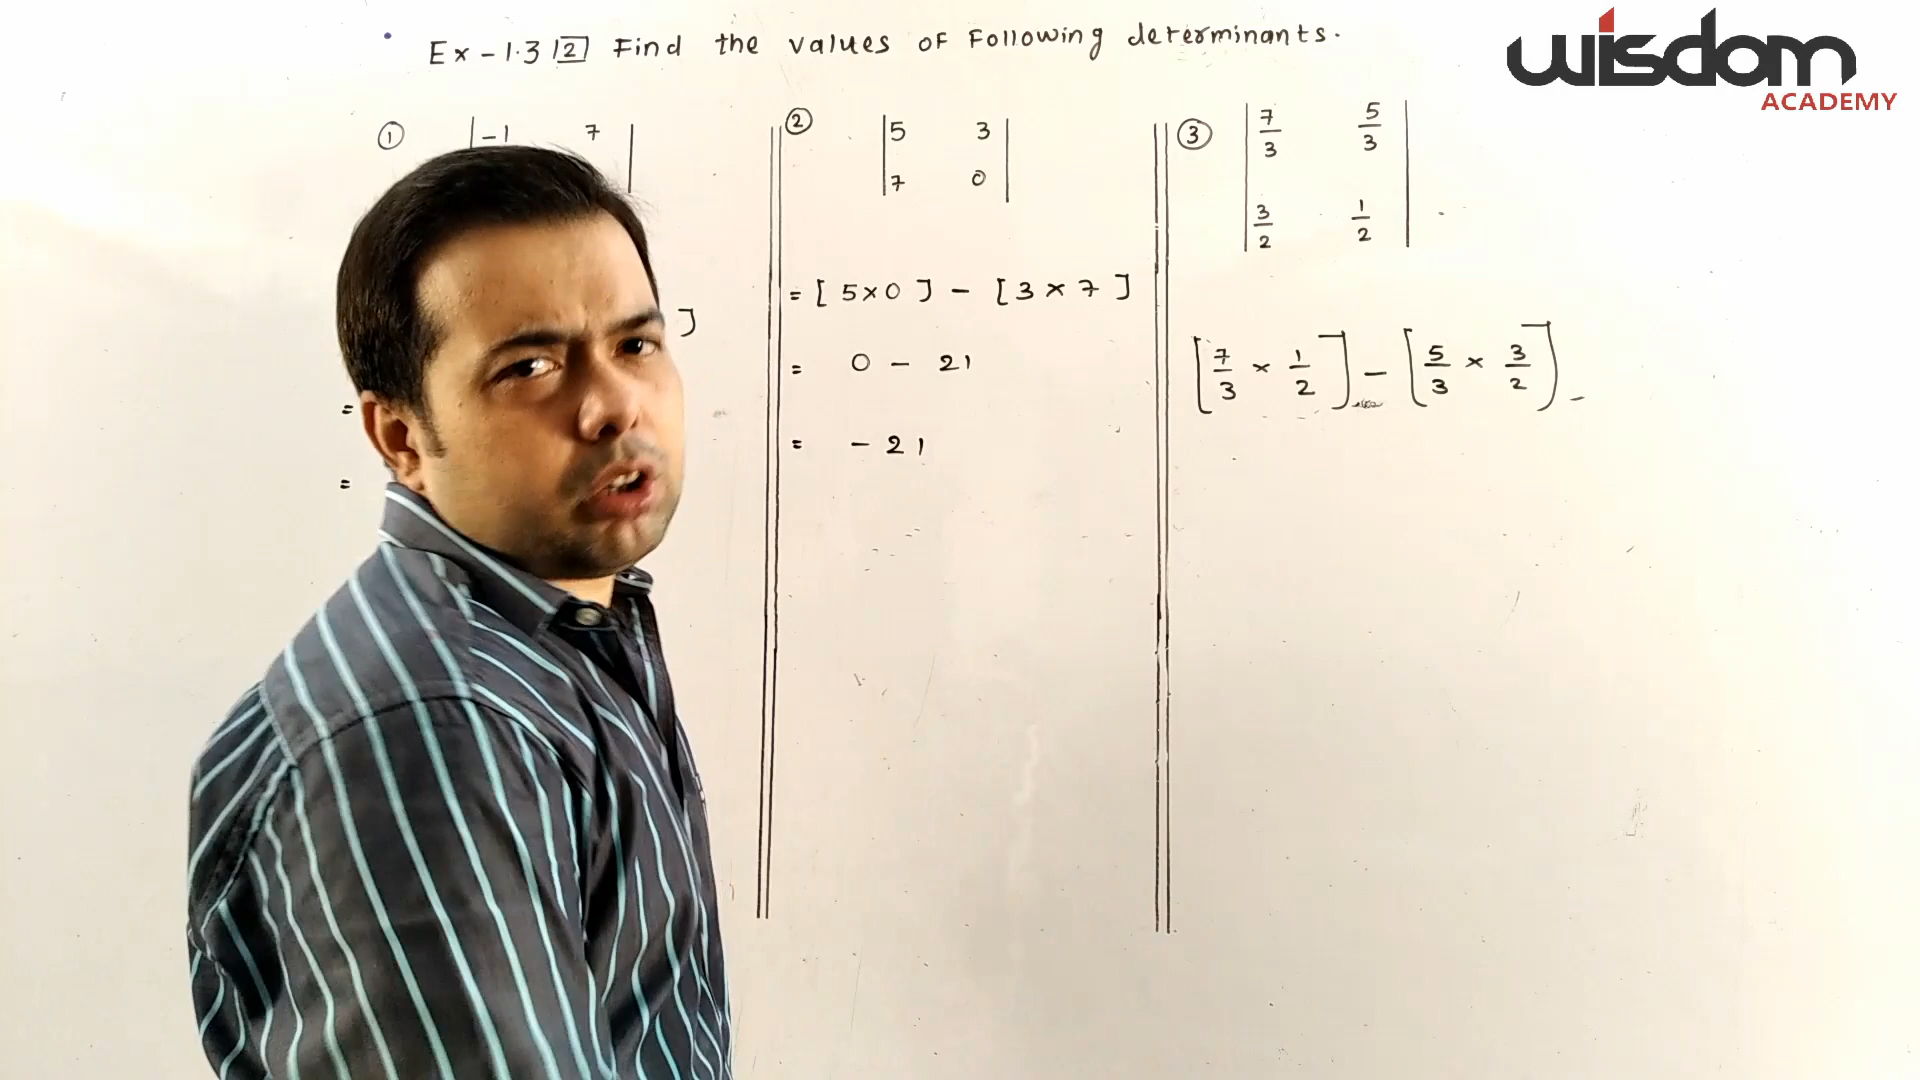 Ex - 1.3 |2| Find the values of Following determinants.
wisdom
ACADEMY
① | -1 7 |
]
=
=
② | 5 3 |
| 7 0 |
= [ 5 × 0 ] - [ 3 × 7 ]
= 0 - 21
= - 21
③ | 7/3 5/3 |
| 3/2 1/2 |
[ 7/3 × 1/2 ] - [ 5/3 × 3/2 ]